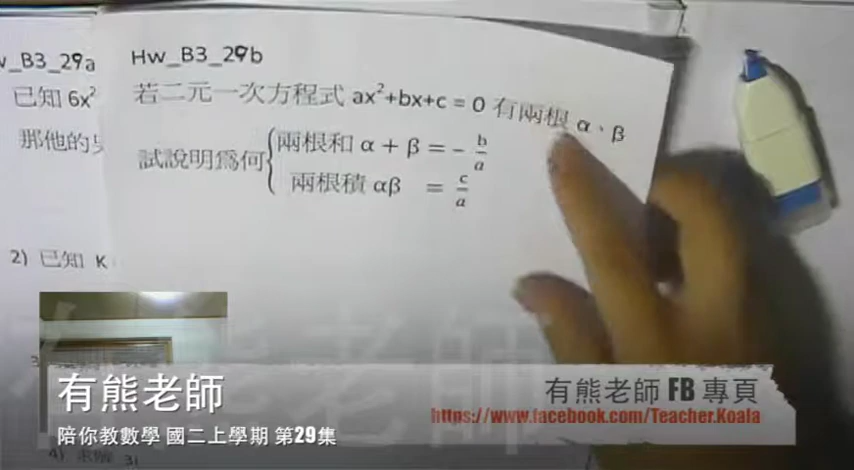 w_B3_29a
已知 6x²
那他的
2) 已知 K
Hw_B3_29b
若二元一次方程式 ax²+bx+c = 0 有兩根 α、β
試說明為何
兩根和 α + β = - b/a
兩根積 αβ = c/a
有熊老師
陪你教數學 國二上學期 第29集
有熊老師 FB 專頁
https://www.facebook.com/Teacher.Koala